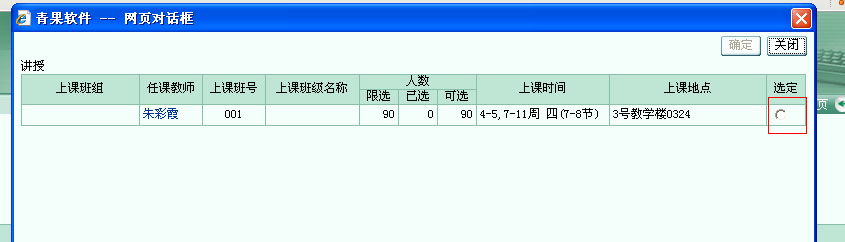 青果软件 -- 网页对话框
确定 关闭
讲授
上课班组 任课教师 上课班号 上课班级名称 人数 上课时间 上课地点 选定
限选 已选 可选
朱彩霞 001 90 0 90 4-5,7-11周 四(7-8节) 3号教学楼0324
页